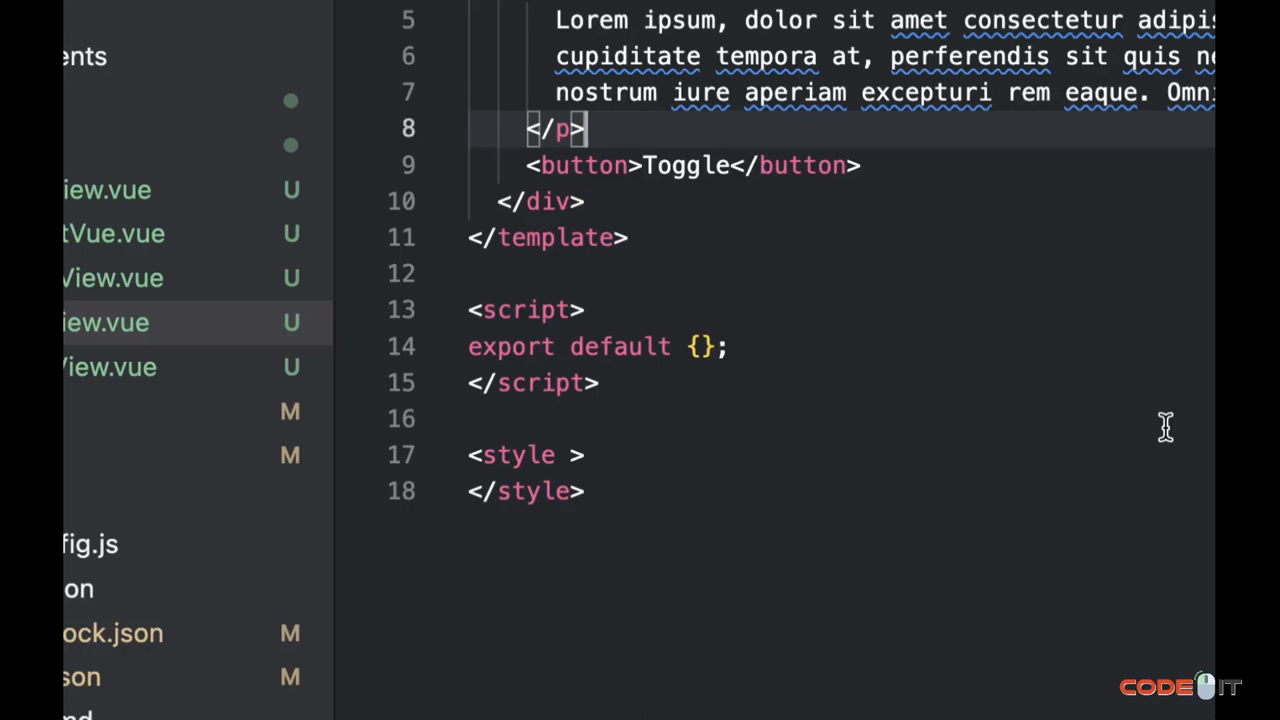 ents
iew.vue U
tVue.vue U
View.vue U
iew.vue U
View.vue U
M
M
fig.js
on
ock.json M
son M
5 Lorem ipsum, dolor sit amet consectetur adipis
6 cupiditate tempora at, perferendis sit quis ne
7 nostrum iure aperiam excepturi rem eaque. Omni
8 </p>
9 <button>Toggle</button>
10 </div>
11 </template>
12
13 <script>
14 export default {};
15 </script>
16
17 <style >
18 </style>
CODE IT